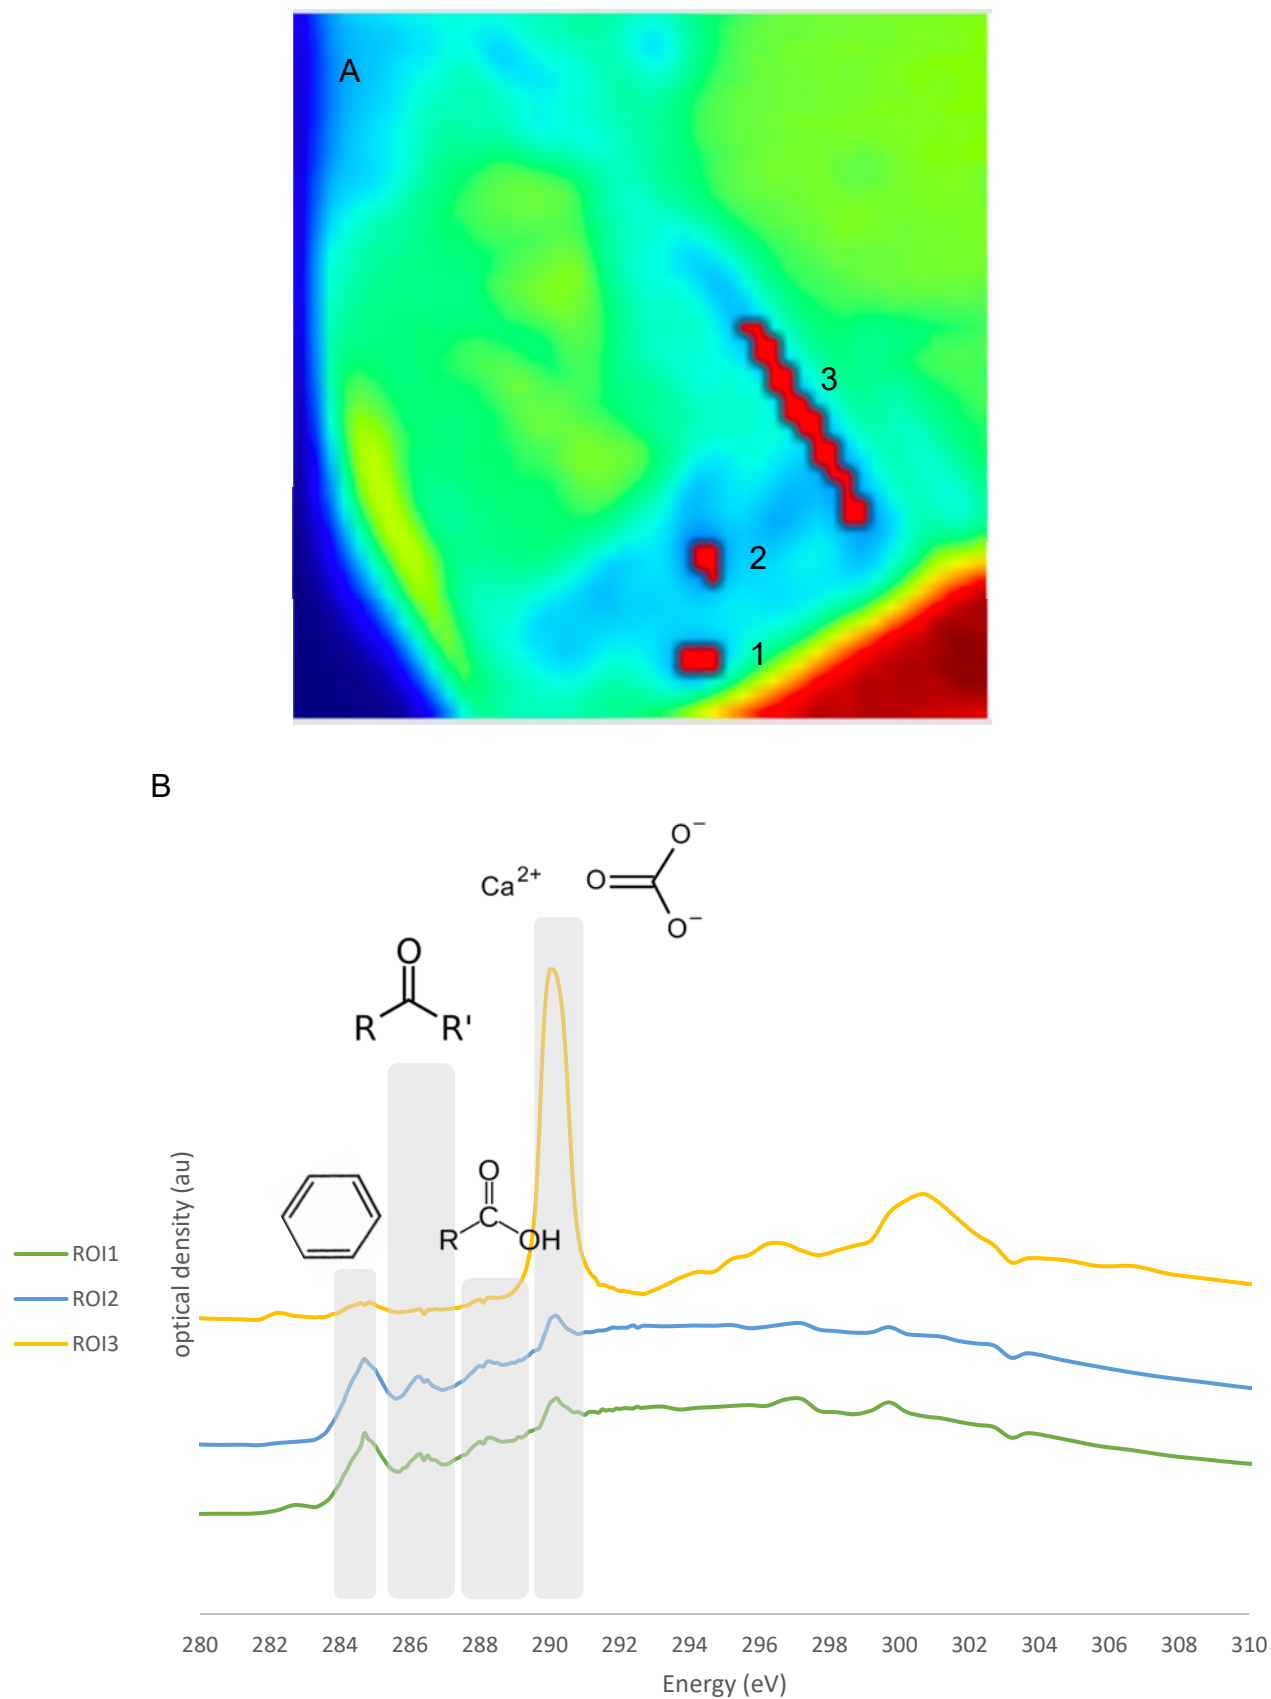 A
3
2
1
B
Ca²⁺
O⁻
O
O⁻
O
R
R'
O
C
R
OH
optical density (au)
ROI1
ROI2
ROI3
280 282 284 286 288 290 292 294 296 298 300 302 304 306 308 310
Energy (eV)